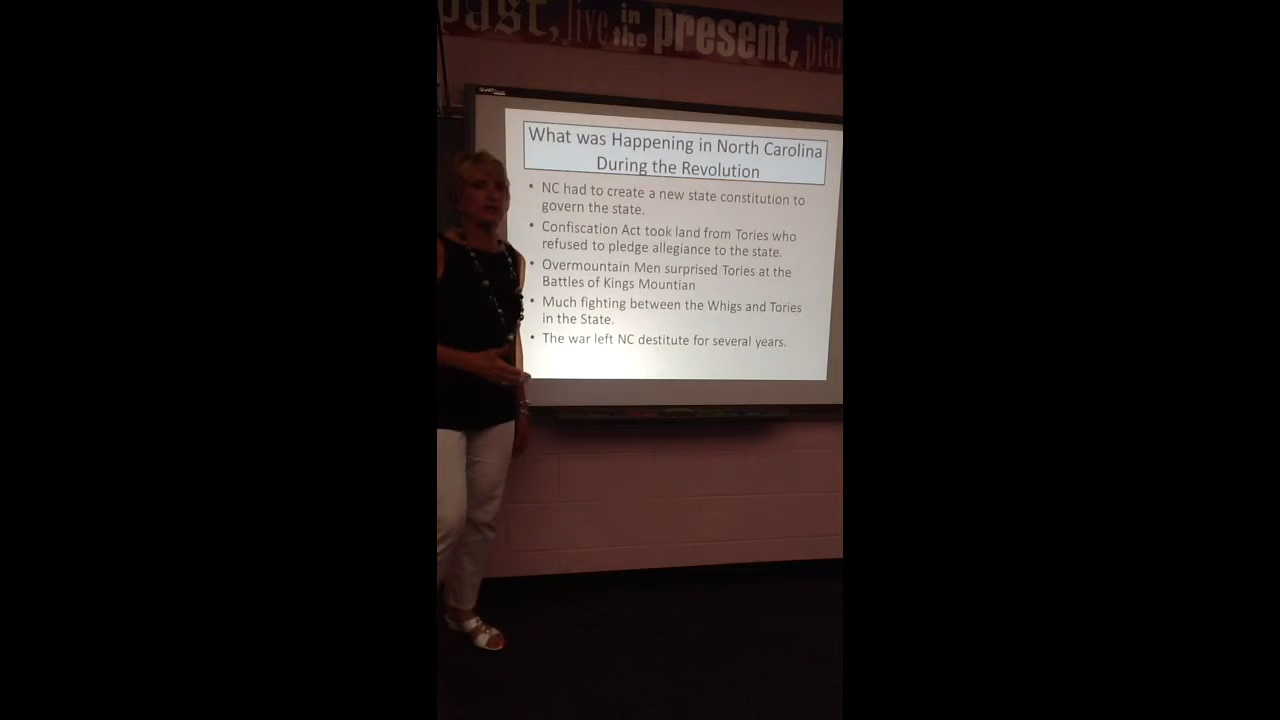 past, live in the present, plan
SMART
What was Happening in North Carolina
During the Revolution
• NC had to create a new state constitution to
govern the state.
• Confiscation Act took land from Tories who
refused to pledge allegiance to the state.
• Overmountain Men surprised Tories at the
Battles of Kings Mountian
• Much fighting between the Whigs and Tories
in the State.
• The war left NC destitute for several years.